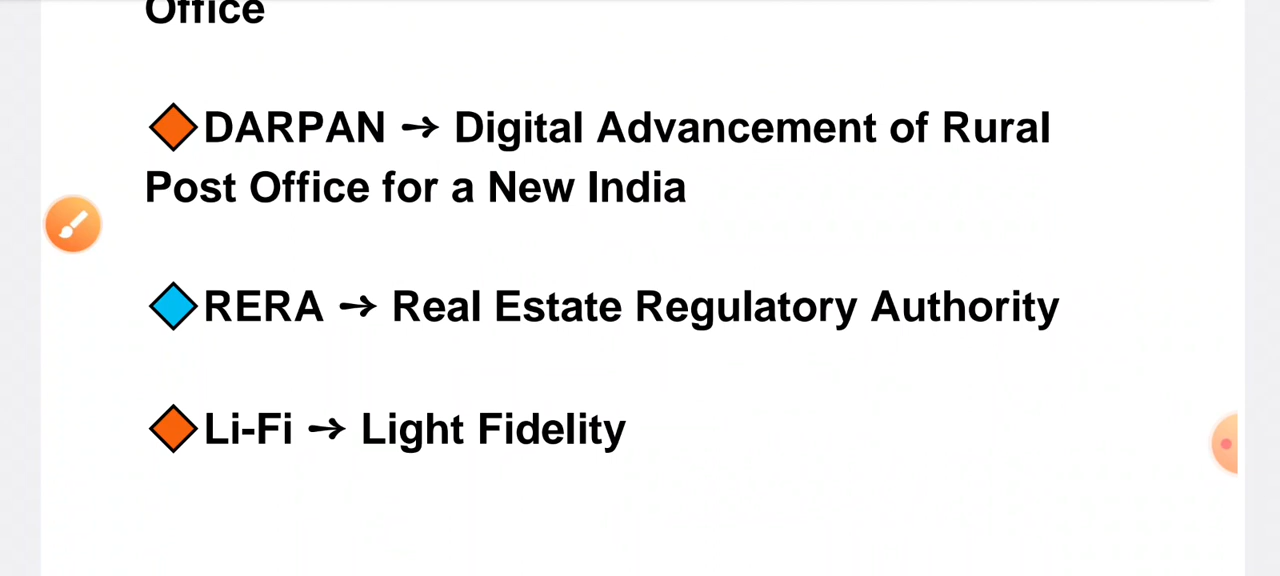 Office
🔶DARPAN → Digital Advancement of Rural
Post Office for a New India
🔷RERA → Real Estate Regulatory Authority
🔶Li-Fi → Light Fidelity